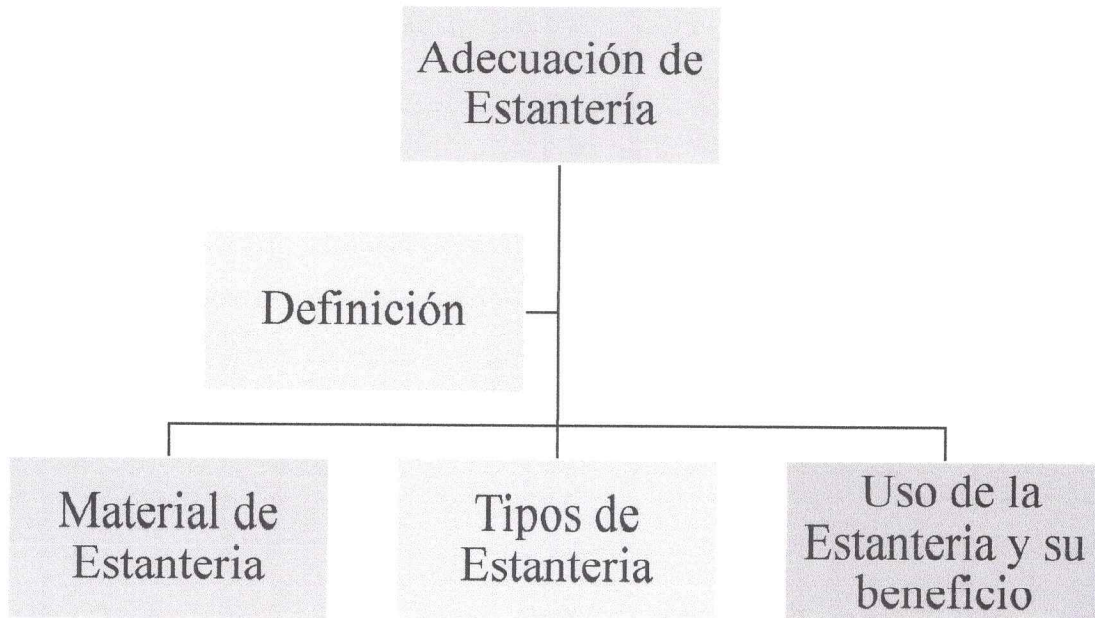 Adecuación de
Estantería
Definición
Material de
Estanteria
Tipos de
Estanteria
Uso de la
Estanteria y su
beneficio